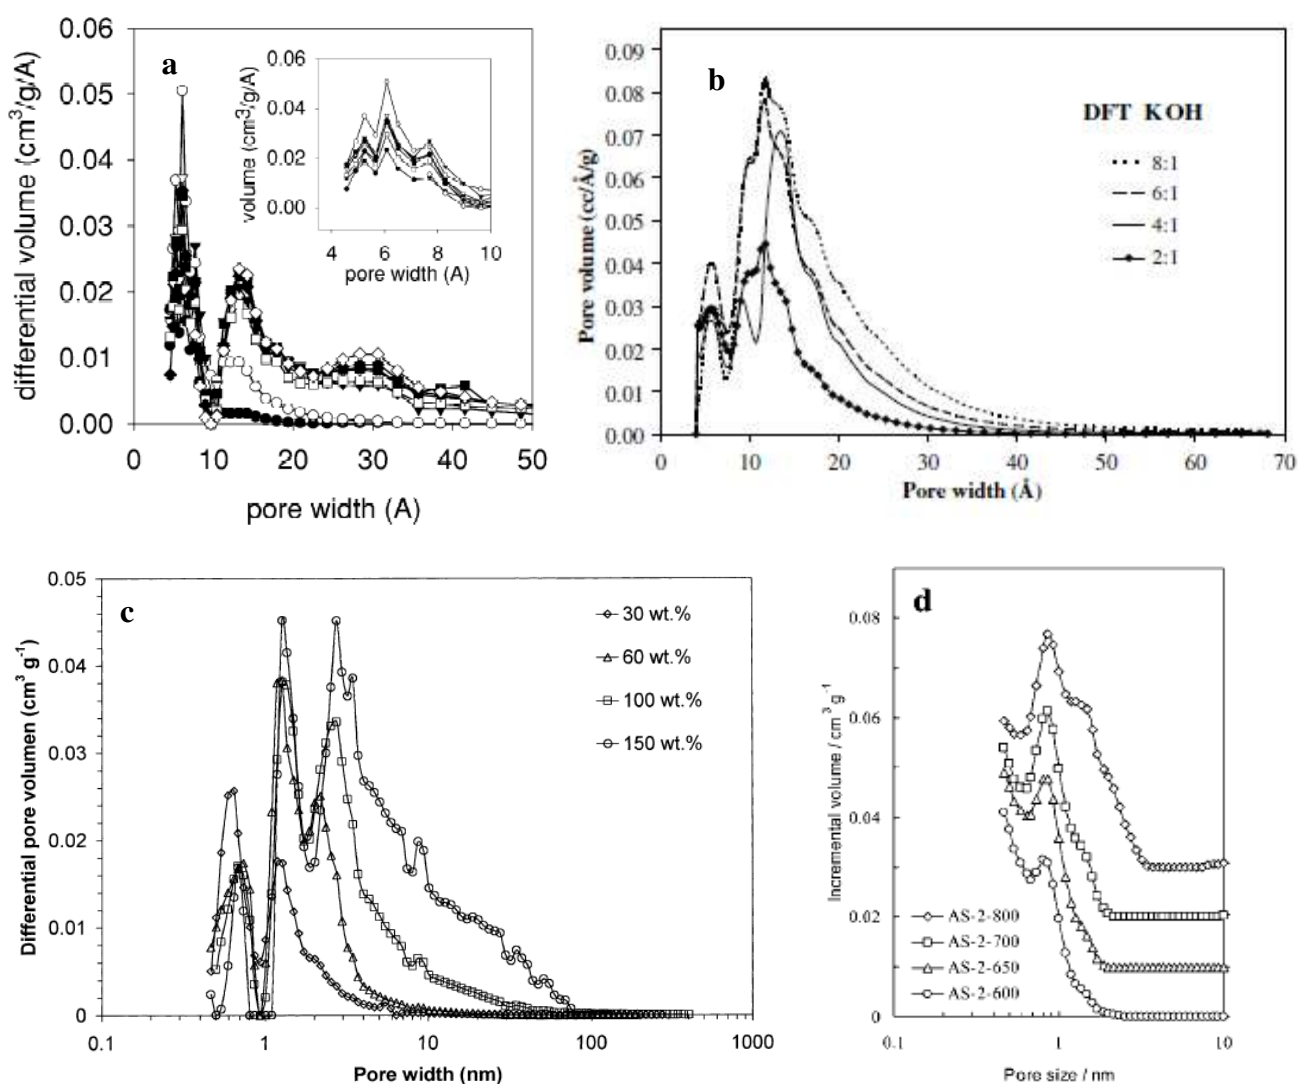 a
0.06
0.05
0.04
0.03
0.02
0.01
0.00
differential volume (cm3/g/A)
0 10 20 30 40 50
pore width (A)
0.06
0.04
0.02
0.00
volume (cm3/g/A)
4 6 8 10
pore width (A)
b
0.09
0.08
0.07
0.06
0.05
0.04
0.03
0.02
0.01
0.00
Pore volume (cc/Å/g)
DFT KOH
8:1
6:1
4:1
2:1
0 10 20 30 40 50 60 70
Pore width (Å)
c
0.05
0.04
0.03
0.02
0.01
0
Differential pore volumen (cm3 g-1)
30 wt.%
60 wt.%
100 wt.%
150 wt.%
0.1 1 10 100 1000
Pore width (nm)
d
0.08
0.06
0.04
0.02
0
Incremental volume / cm3 g-1
AS-2-800
AS-2-700
AS-2-650
AS-2-600
0.1 1 10
Pore size / nm